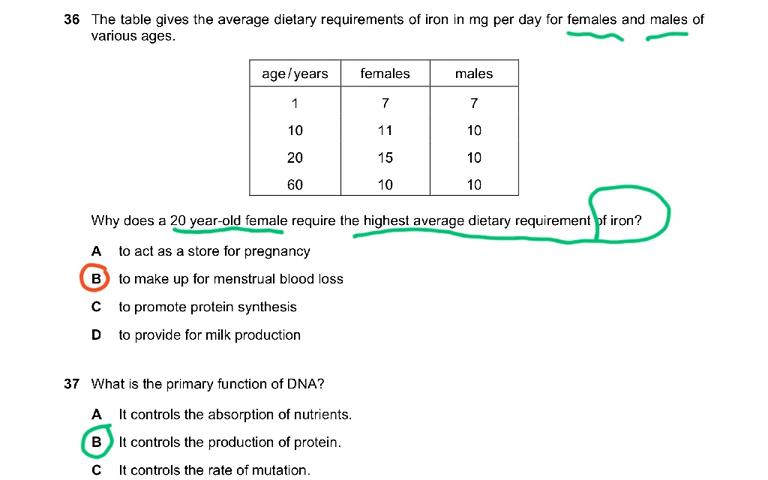 36 The table gives the average dietary requirements of iron in mg per day for females and males of
various ages.
age/years females males
1 7 7
10 11 10
20 15 10
60 10 10
Why does a 20 year-old female require the highest average dietary requirement of iron?
A to act as a store for pregnancy
B to make up for menstrual blood loss
C to promote protein synthesis
D to provide for milk production
37 What is the primary function of DNA?
A It controls the absorption of nutrients.
B It controls the production of protein.
C It controls the rate of mutation.